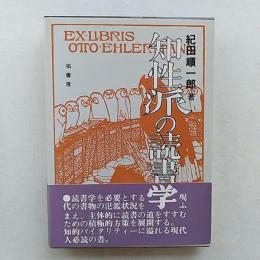 EX-LIBRIS
OTTO·EHLER
紀田順一郎 著
知性派の読書学
柏書房
●読書学を必要とする現
代の書物の氾濫状況をふ
まえ、主体的に読書の道をすすむ
ための積極的方策を展開する。
知的バイタリティーに溢れる現代
人必読の書。